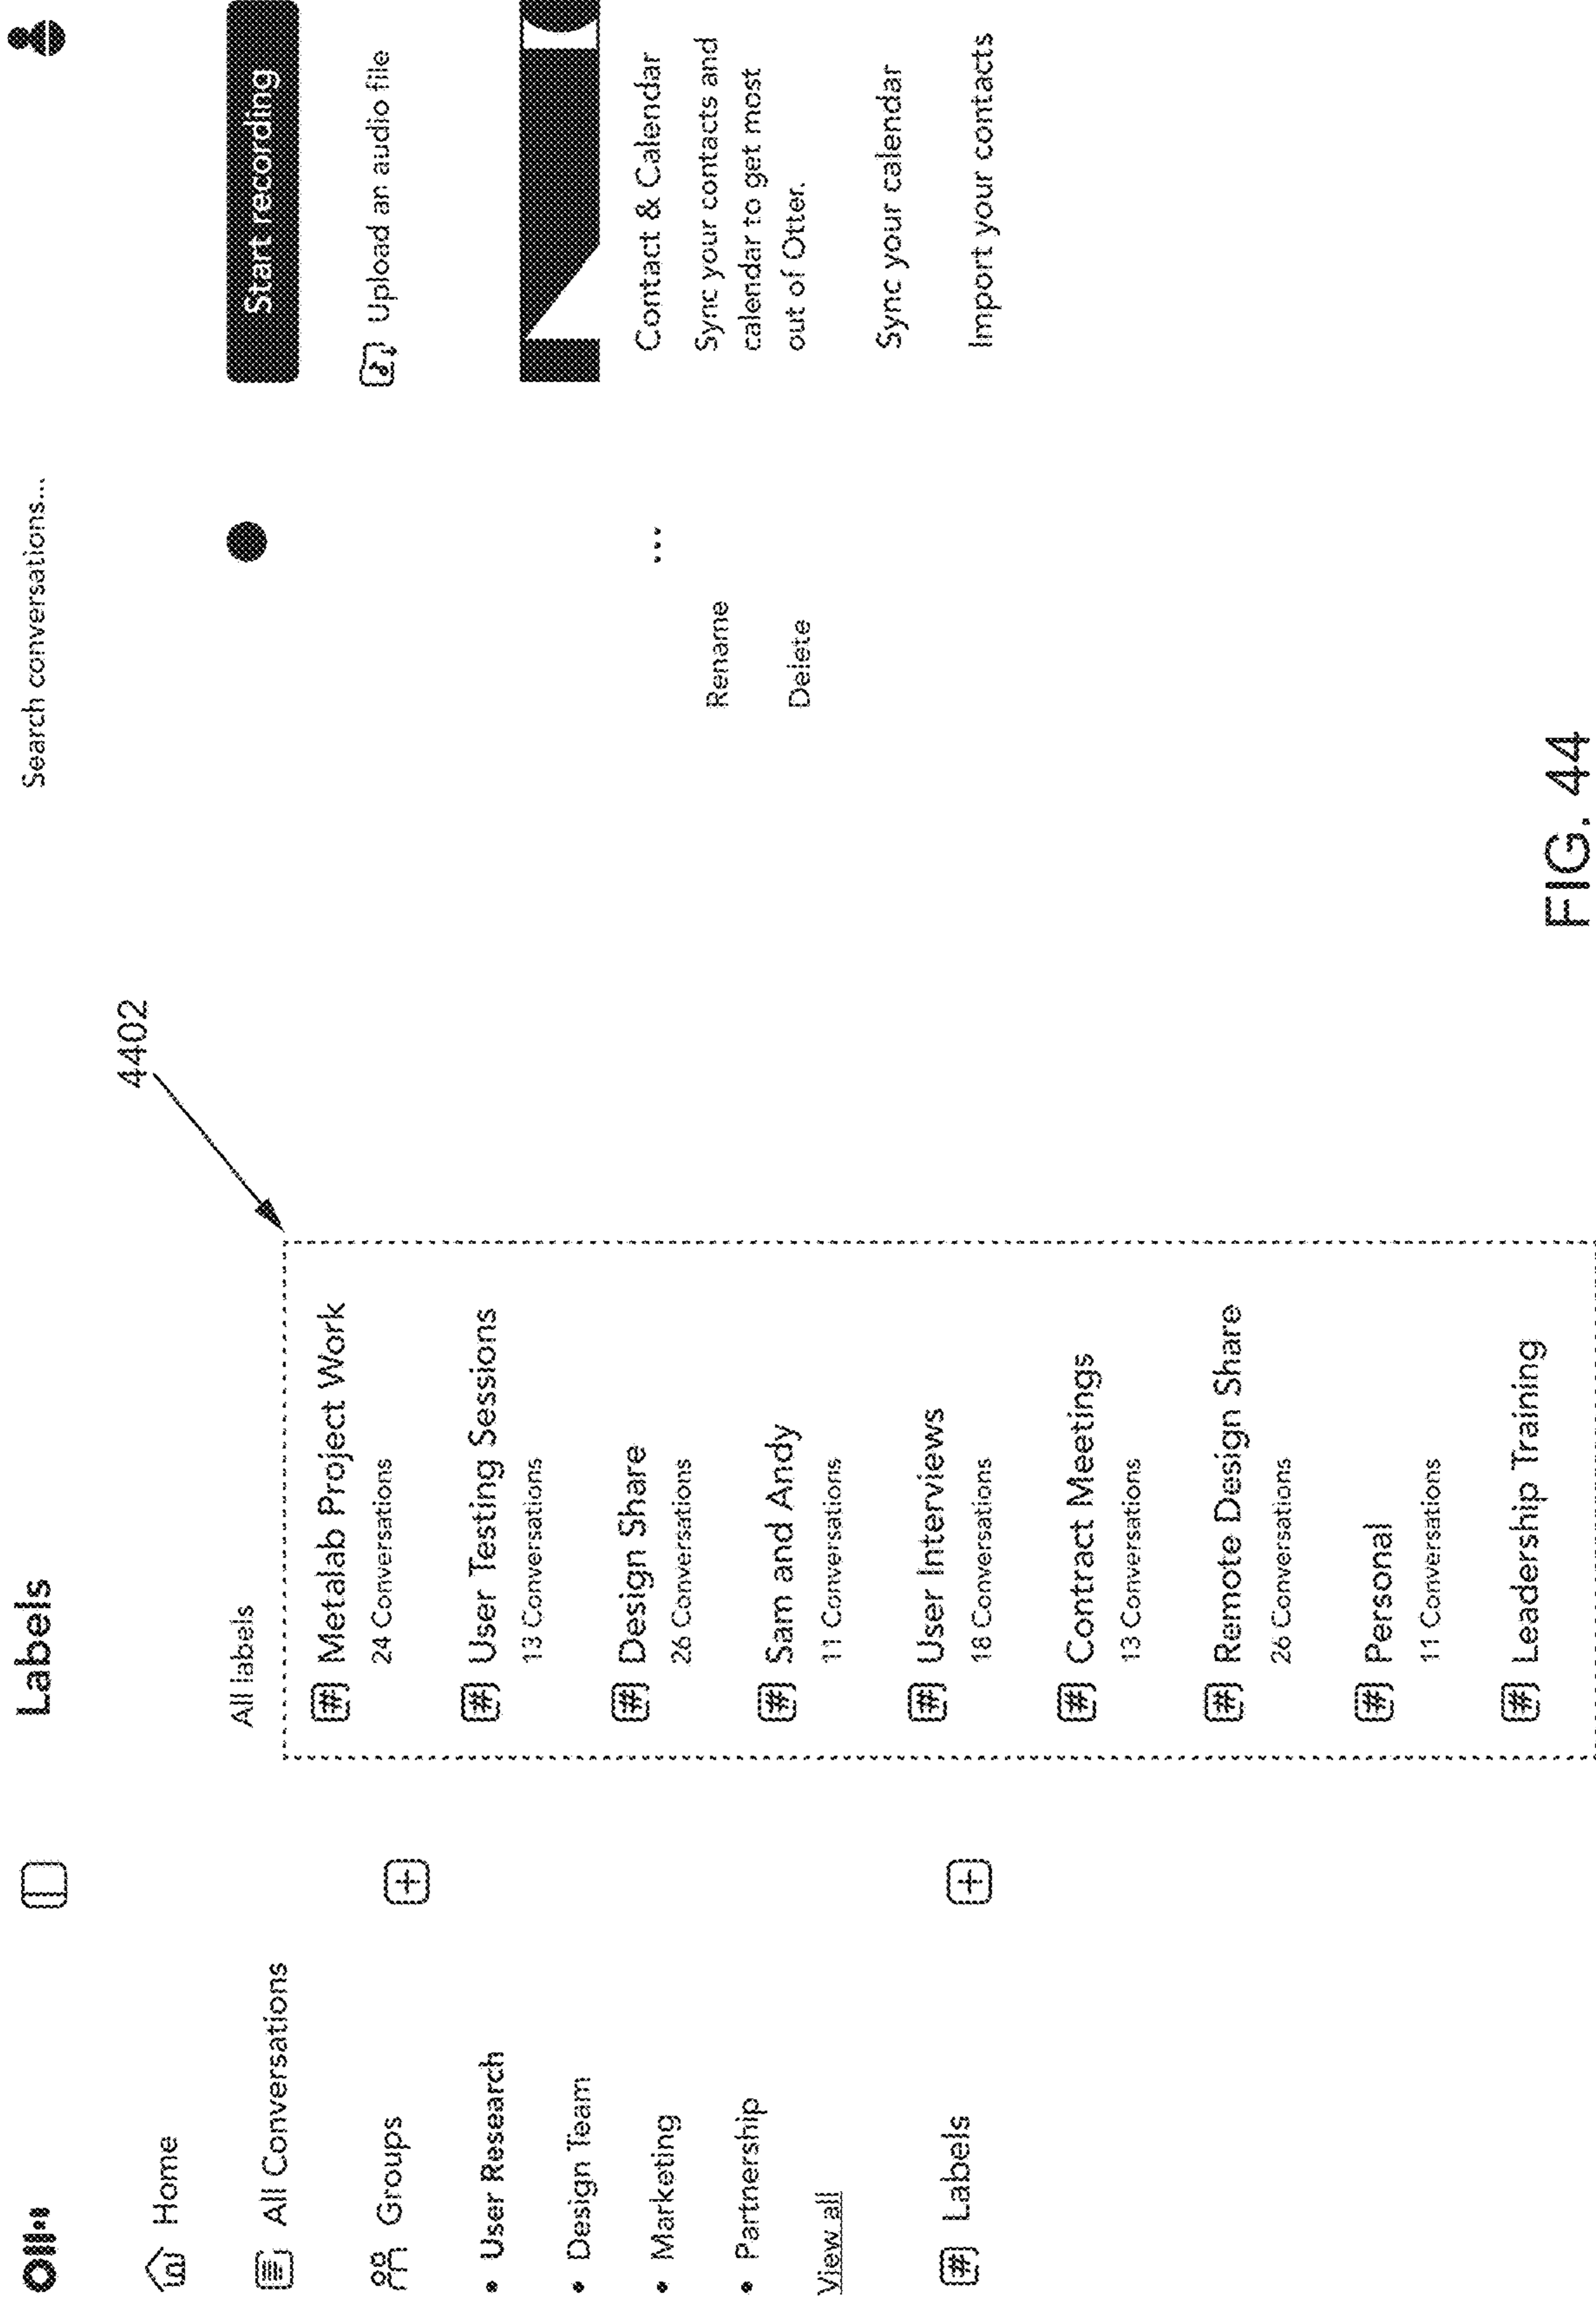 Labels
Search conversations...
4402
Home
All Conversations
Groups
• User Research
• Design Team
• Marketing
• Partnership
View all
Labels
All labels
Metalab Project Work
24 Conversations
User Testing Sessions
13 Conversations
Design Share
26 Conversations
Sam and Andy
11 Conversations
User Interviews
18 Conversations
Contract Meetings
13 Conversations
Remote Design Share
26 Conversations
Personal
11 Conversations
Leadership Training
...
Rename
Delete
Start recording
Upload an audio file
Contact & Calendar
Sync your contacts and
calendar to get most
out of Otter.
Sync your calendar
Import your contacts
FIG. 44